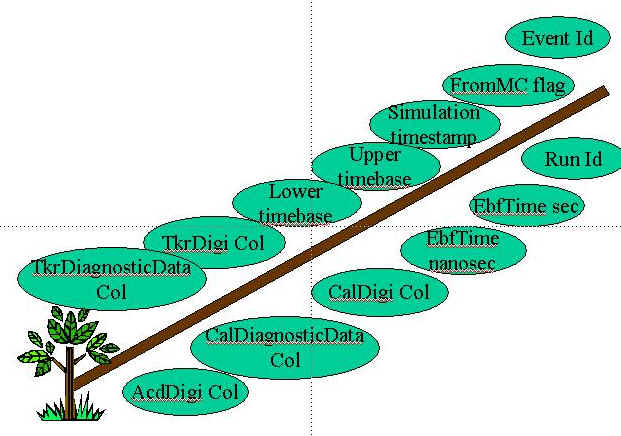 Event Id
FromMC flag
Simulation
timestamp
Upper
timebase
Run Id
Lower
timebase
EbfTime sec
TkrDigi Col
EbfTime
nanosec
TkrDiagnosticData
Col
CalDigi Col
CalDiagnosticData
Col
AcdDigi Col